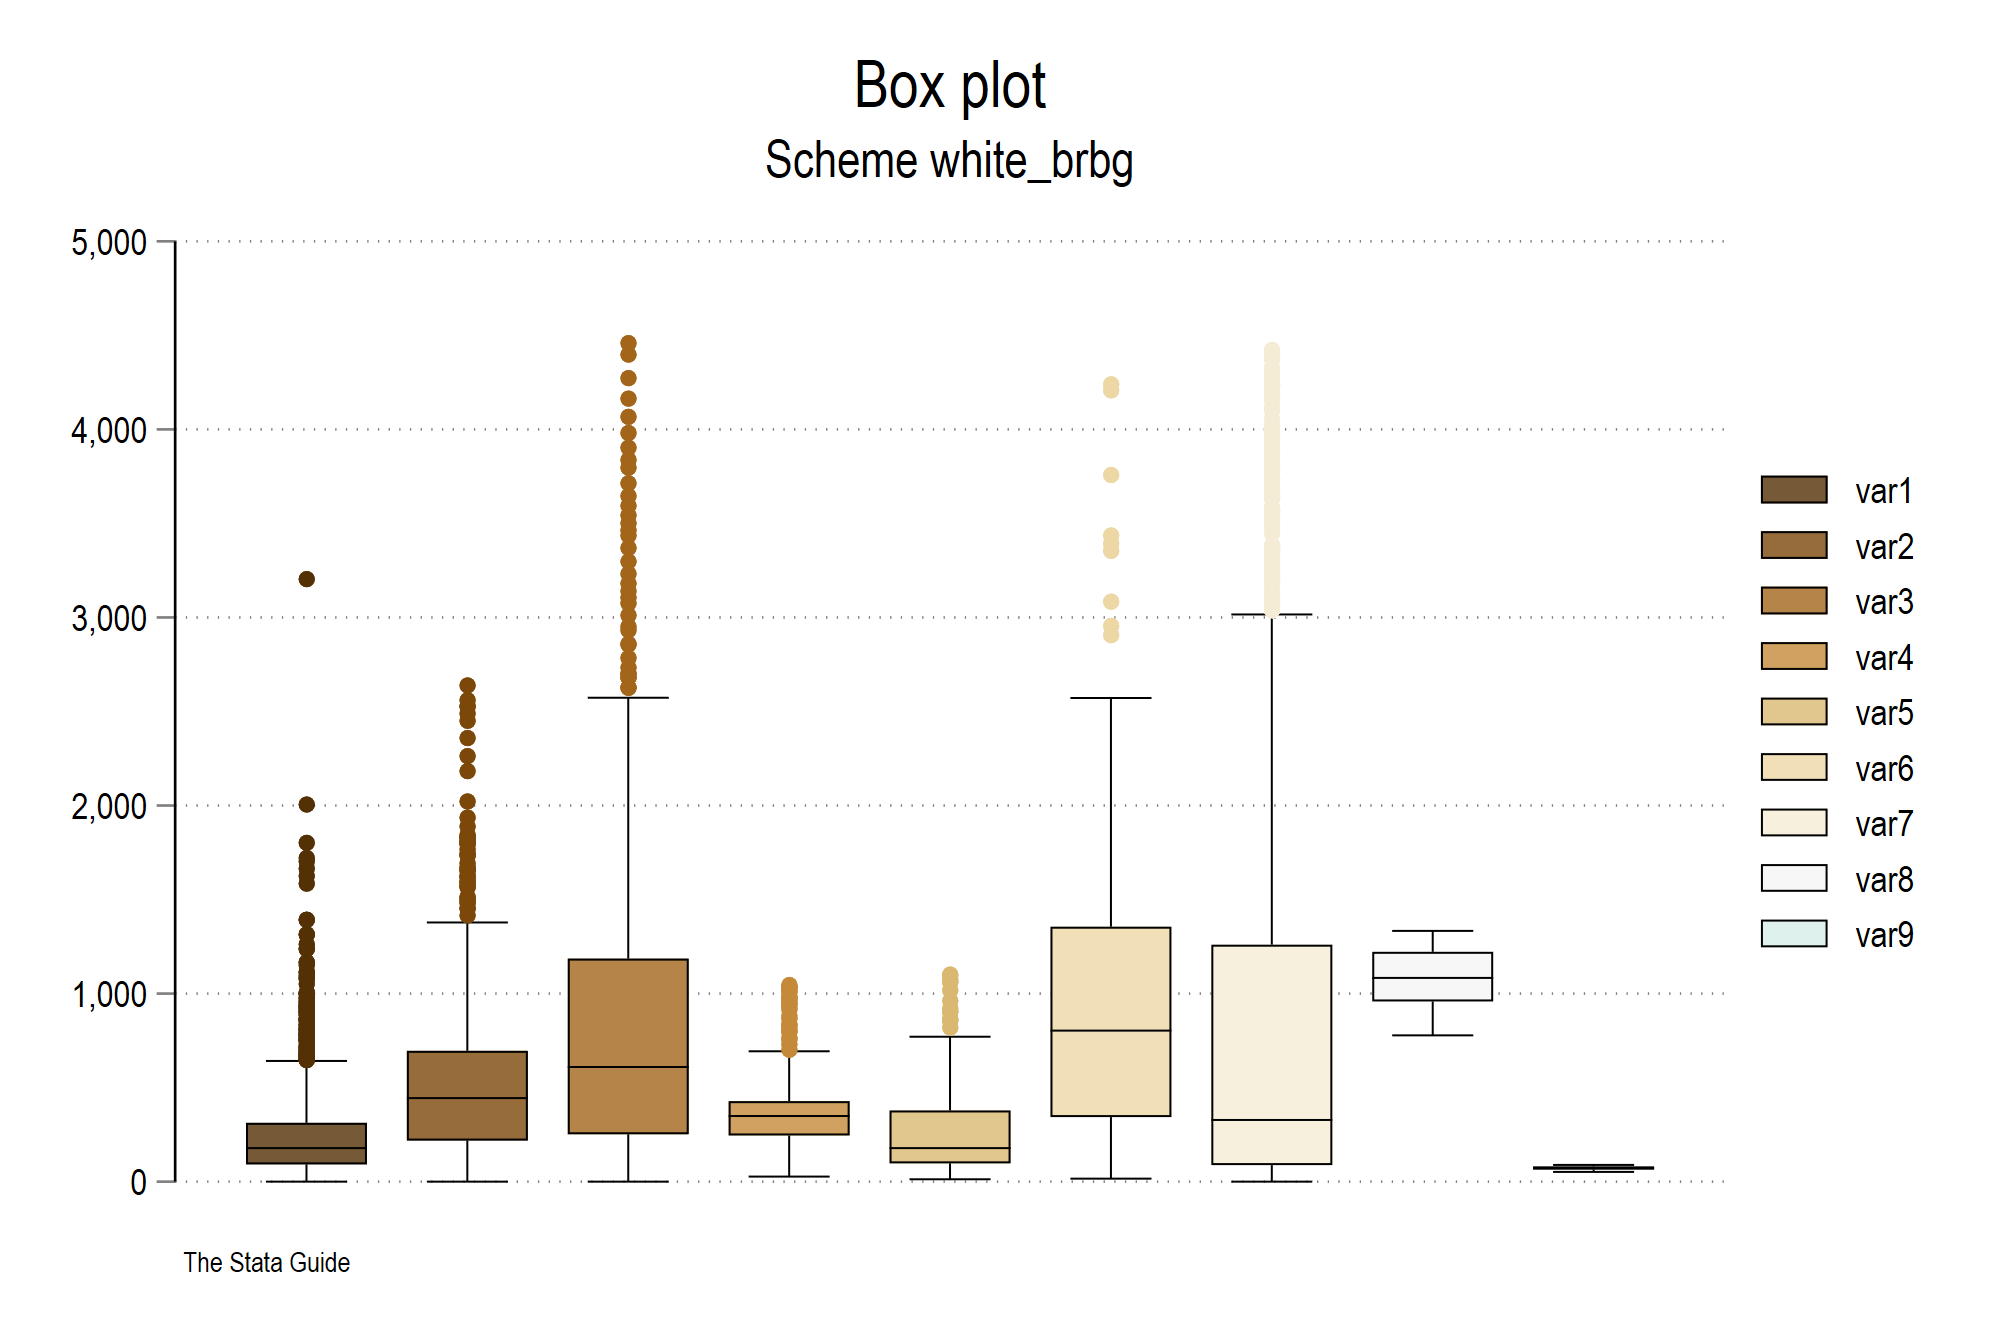 Box plot
Scheme white_brbg
5,000
4,000
3,000
2,000
1,000
0
var1
var2
var3
var4
var5
var6
var7
var8
var9
The Stata Guide